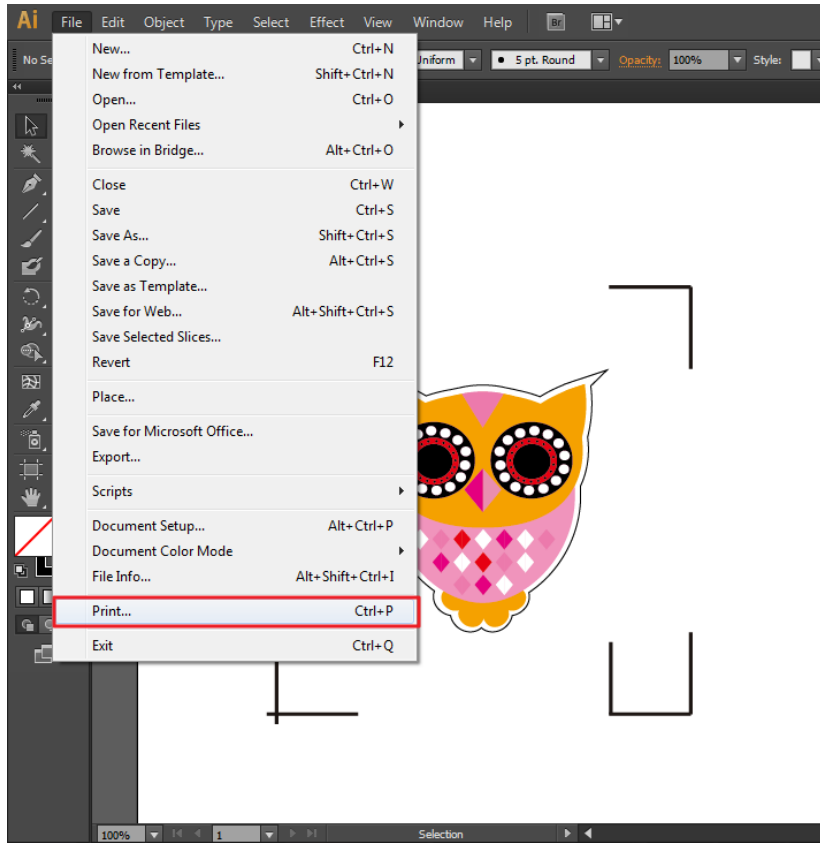 Ai File Edit Object Type Select Effect View Window Help Br
No Se Uniform 5 pt. Round Opacity: 100% Style:
New... Ctrl+N
New from Template... Shift+Ctrl+N
Open... Ctrl+O
Open Recent Files
Browse in Bridge... Alt+Ctrl+O
Close Ctrl+W
Save Ctrl+S
Save As... Shift+Ctrl+S
Save a Copy... Alt+Ctrl+S
Save as Template...
Save for Web... Alt+Shift+Ctrl+S
Save Selected Slices...
Revert F12
Place...
Save for Microsoft Office...
Export...
Scripts
Document Setup... Alt+Ctrl+P
Document Color Mode
File Info... Alt+Shift+Ctrl+I
Print... Ctrl+P
Exit Ctrl+Q
100% 1 Selection